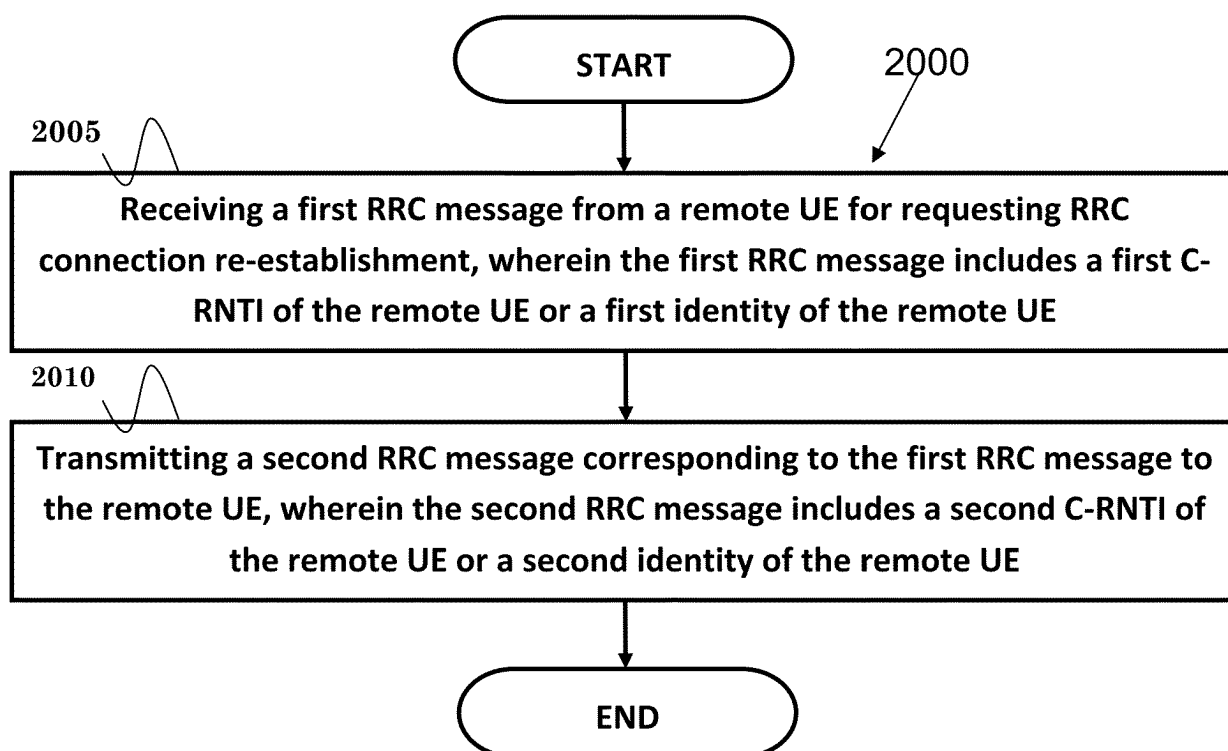 START
2000
2005
Receiving a first RRC message from a remote UE for requesting RRC
connection re-establishment, wherein the first RRC message includes a first C-
RNTI of the remote UE or a first identity of the remote UE
2010
Transmitting a second RRC message corresponding to the first RRC message to
the remote UE, wherein the second RRC message includes a second C-RNTI of
the remote UE or a second identity of the remote UE
END